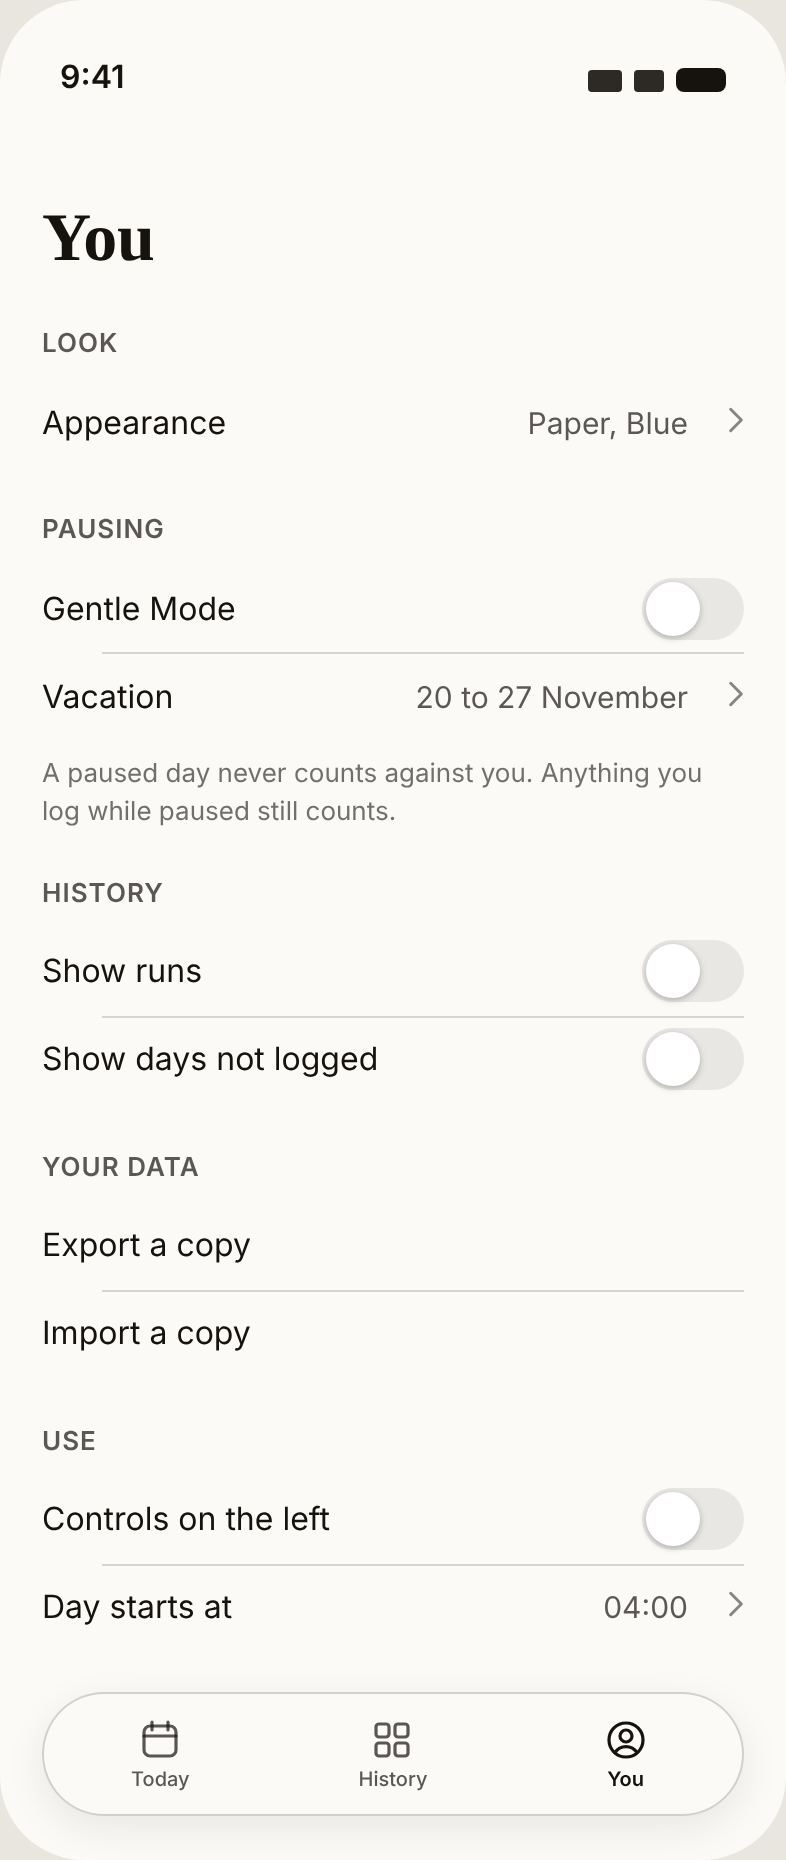 9:41
You
LOOK
Appearance Paper, Blue
PAUSING
Gentle Mode
Vacation 20 to 27 November
A paused day never counts against you. Anything you
log while paused still counts.
HISTORY
Show runs
Show days not logged
YOUR DATA
Export a copy
Import a copy
USE
Controls on the left
Day starts at 04:00
Today History You